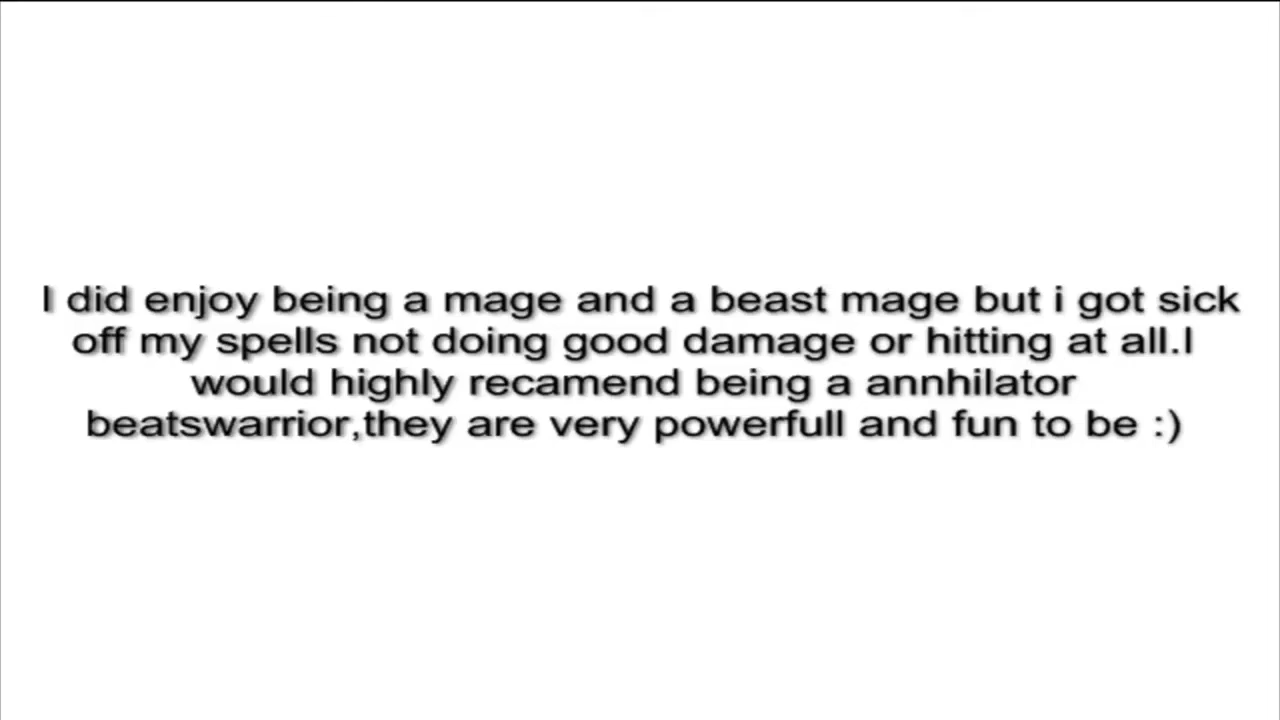 I did enjoy being a mage and a beast mage but i got sick
off my spells not doing good damage or hitting at all.I
would highly recamend being a annhilator
beatswarrior,they are very powerfull and fun to be :)